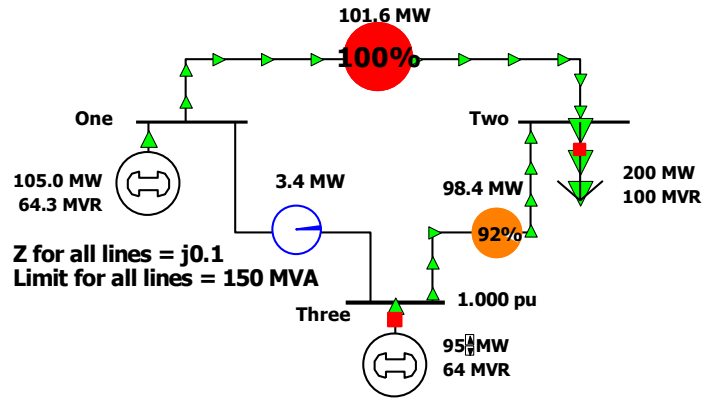 101.6 MW
100%
One
Two
105.0 MW
64.3 MVR
3.4 MW
98.4 MW
200 MW
100 MVR
92%
Z for all lines = j0.1
Limit for all lines = 150 MVA
Three
1.000 pu
95 MW
64 MVR